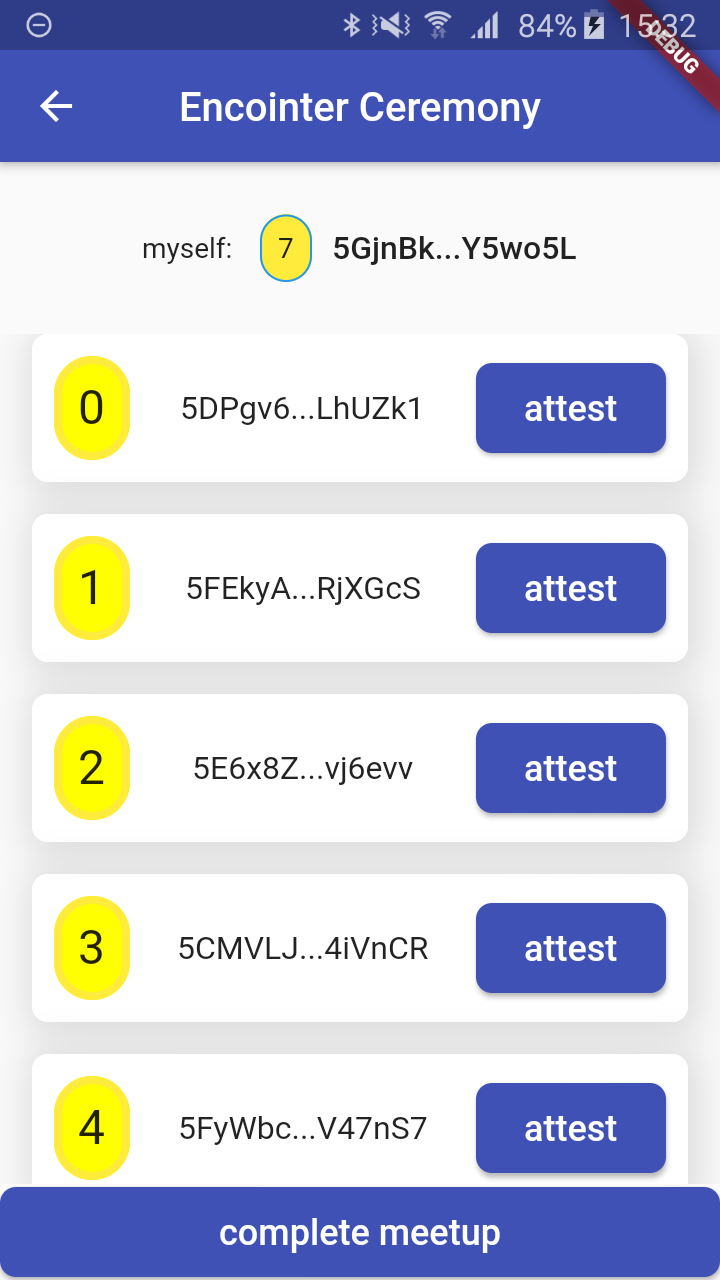 84% 15:32
DEBUG
Encointer Ceremony
myself: 7 5GjnBk...Y5wo5L
0 5DPgv6...LhUZk1 attest
1 5FEkyA...RjXGcS attest
2 5E6x8Z...vj6evv attest
3 5CMVLJ...4iVnCR attest
4 5FyWbc...V47nS7 attest
complete meetup